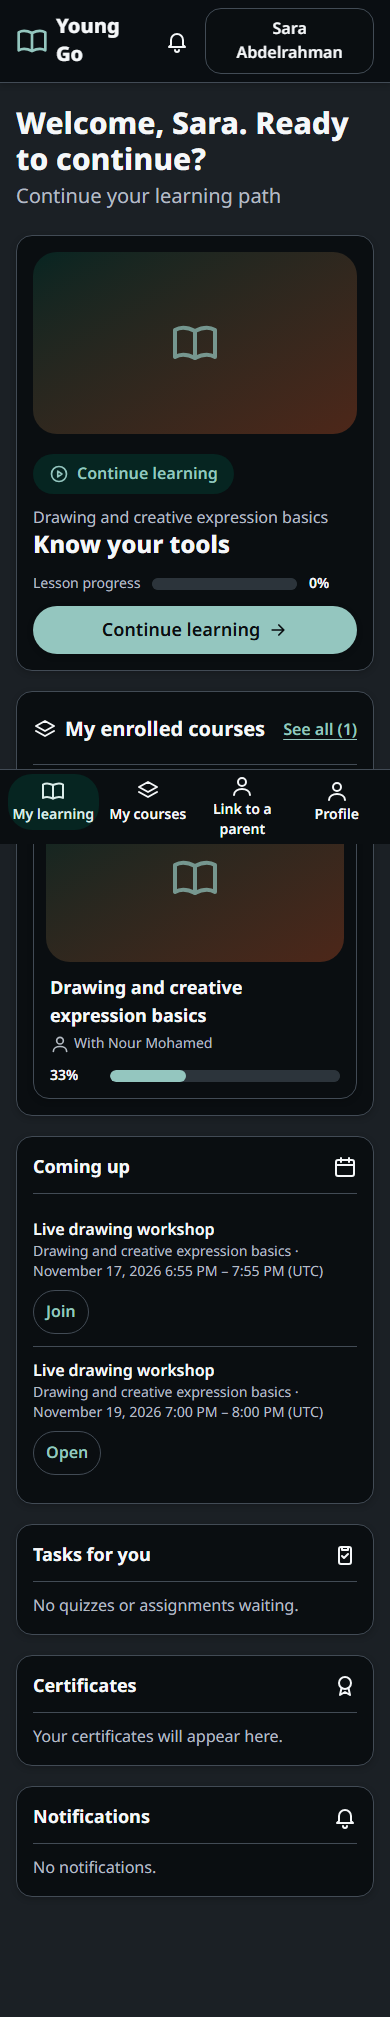 Young
Go
Sara
Abdelrahman
Welcome, Sara. Ready
to continue?
Continue your learning path
Continue learning
Drawing and creative expression basics
Know your tools
Lesson progress
0%
Continue learning
My enrolled courses
See all (1)
My learning
My courses
Link to a
parent
Profile
Drawing and creative
expression basics
With Nour Mohamed
33%
Coming up
Live drawing workshop
Drawing and creative expression basics ·
November 17, 2026 6:55 PM – 7:55 PM (UTC)
Join
Live drawing workshop
Drawing and creative expression basics ·
November 19, 2026 7:00 PM – 8:00 PM (UTC)
Open
Tasks for you
No quizzes or assignments waiting.
Certificates
Your certificates will appear here.
Notifications
No notifications.